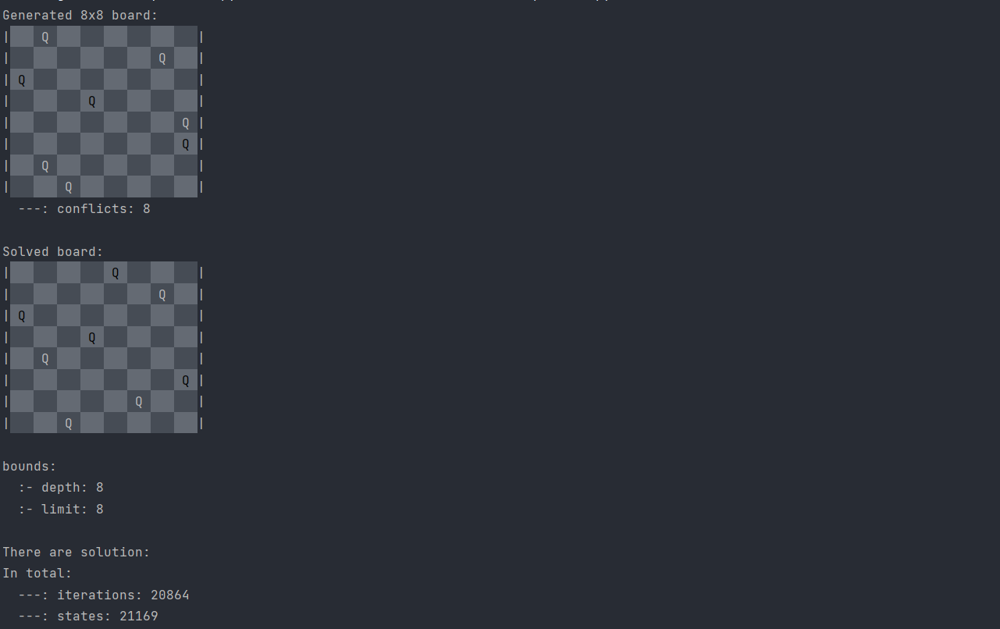 Generated 8x8 board:
| Q |
| Q |
| Q |
| Q |
| Q |
| Q |
| Q |
| Q |
---: conflicts: 8
Solved board:
| Q |
| Q |
| Q |
| Q |
| Q |
| Q |
| Q |
| Q |
bounds:
:- depth: 8
:- limit: 8
There are solution:
In total:
---: iterations: 20864
---: states: 21169